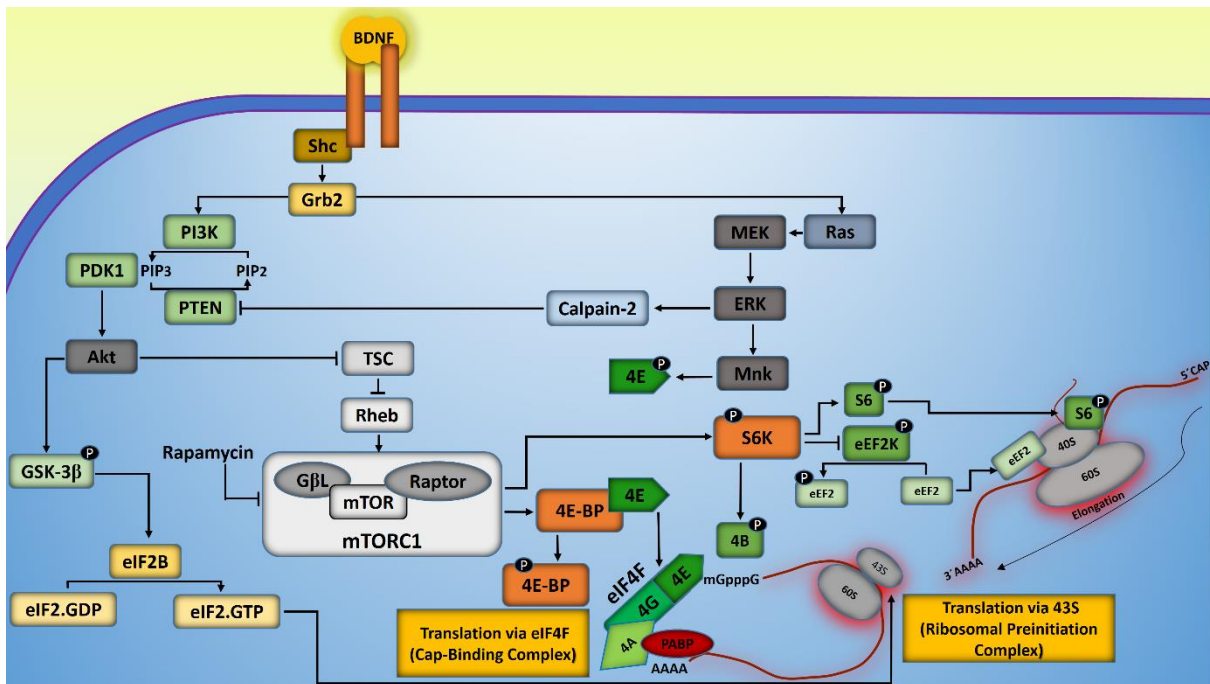 BDNF
Shc
Grb2
PI3K
MEK
Ras
PDK1
PIP3
PIP2
PTEN
Calpain-2
ERK
Akt
TSC
4E
P
Mnk
5´CAP
Rheb
P
S6K
P
S6
P
S6
Rapamycin
GSK-3β
P
GβL
Raptor
mTOR
mTORC1
P
eEF2K
eEF2
40S
60S
P
eEF2
eEF2
Elongation
4E-BP
4E
P
4B
3´AAAA
eIF2B
P
4E-BP
eIF4F
4E
4G
4A
mGpppG
43S
60S
eIF2.GDP
eIF2.GTP
Translation via eIF4F
(Cap-Binding Complex)
PABP
AAAA
Translation via 43S
(Ribosomal Preinitiation
Complex)